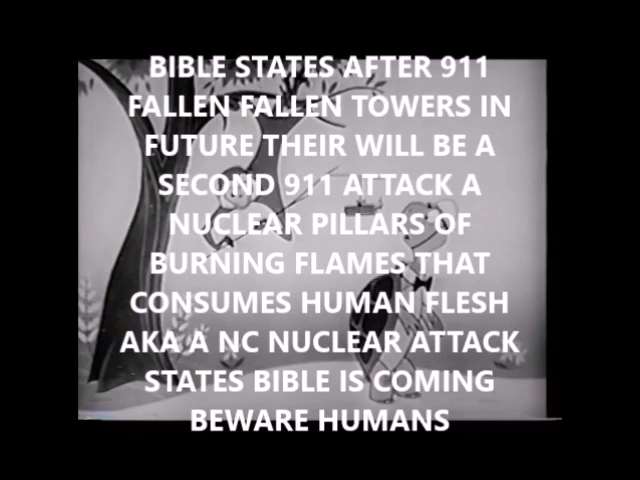 BIBLE STATES AFTER 911
FALLEN FALLEN TOWERS IN
FUTURE THEIR WILL BE A
SECOND 911 ATTACK A
NUCLEAR PILLARS OF
BURNING FLAMES THAT
CONSUMES HUMAN FLESH
AKA A NC NUCLEAR ATTACK
STATES BIBLE IS COMING
BEWARE HUMANS